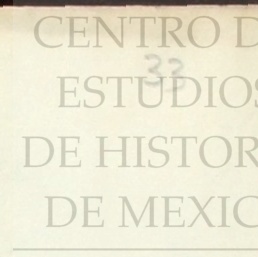 CENTRO D
33
ESTUDIOS
DE HISTOR
DE MEXIC